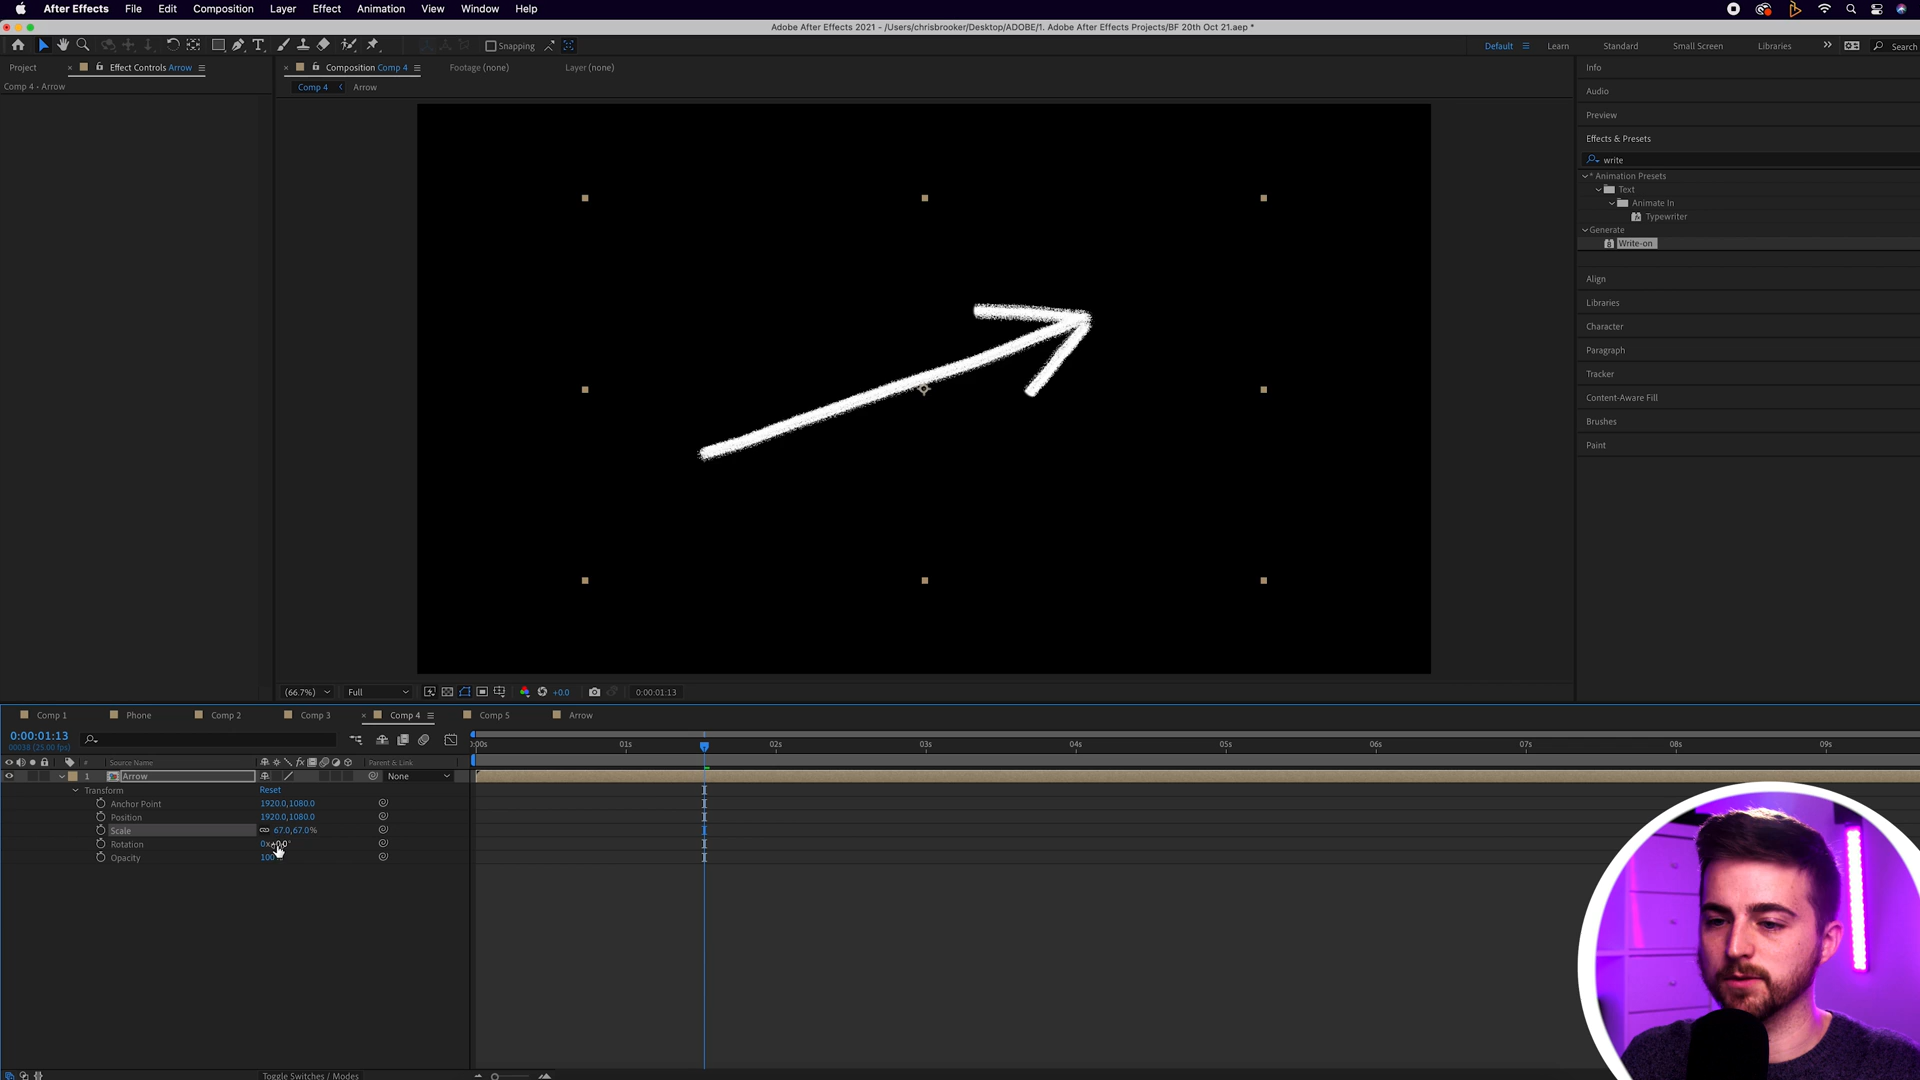 After Effects File Edit Composition Layer Effect Animation View Window Help
Adobe After Effects 2021 - /Users/chrisbrooker/Desktop/ADOBE/1. Adobe After Effects Projects/BF 20th Oct 21.aep *
Snapping Default Learn Standard Small Screen Libraries Search
Project Effect Controls Arrow Composition Comp 4 Footage (none) Layer (none) Info
Comp 4 • Arrow Comp 4 Arrow
Audio
Preview
Effects & Presets
write
* Animation Presets
Text
Animate In
Typewriter
Generate
Write-on
Align
Libraries
Character
Paragraph
Tracker
Content-Aware Fill
Brushes
Paint
(66.7%) Full +0.0 0:00:01:13
Comp 1 Phone Comp 2 Comp 3 Comp 4 Comp 5 Arrow
0:00:01:13
00038 (25.00 fps)
0:00s 01s 02s 03s 04s 05s 06s 07s 08s 09s
# Source Name Parent & Link
1 Arrow None
Transform Reset
Anchor Point 1920.0,1080.0
Position 1920.0,1080.0
Scale 67.0,67.0%
Rotation
Opacity
Toggle Switches / Modes